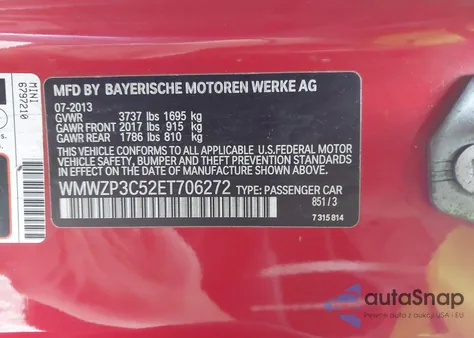 MINI
6797210
MFD BY BAYERISCHE MOTOREN WERKE AG
07-2013
GVWR 3737 lbs 1695 kg
GAWR FRONT 2017 lbs 915 kg
GAWR REAR 1786 lbs 810 kg
THIS VEHICLE CONFORMS TO ALL
APPLICABLE U.S.FEDERAL MOTOR
VEHICLE SAFETY, BUMPER, AND
THEFT PREVENTION STANDARDS IN
EFFECT ON THE DATE OF
MANUFACTURE SHOWN ABOVE.
WMWZP3C52ET706272 TYPE: PASSENGER CAR
851/3
7 315 814
autoSnap